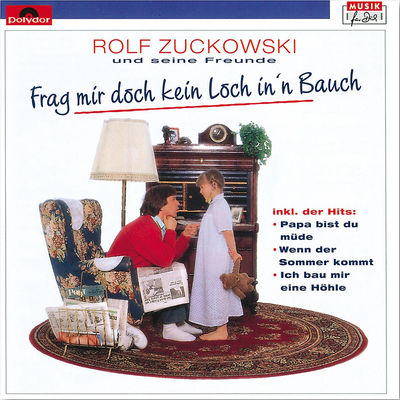 polydor
MUSIK
für Dich
ROLF ZUCKOWSKI
und seine Freunde
Frag mir doch kein Loch in'n Bauch
inkl. der Hits:
• Papa bist du
müde
• Wenn der
Sommer kommt
• Ich bau mir
eine Höhle